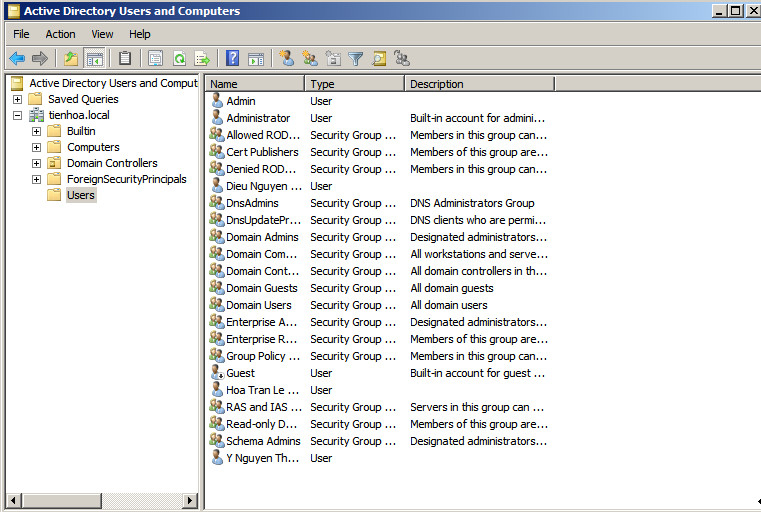 Active Directory Users and Computers
File Action View Help
Active Directory Users and Comput
Saved Queries
tienhoa.local
Builtin
Computers
Domain Controllers
ForeignSecurityPrincipals
Users
Name Type Description
Admin User
Administrator User Built-in account for admini...
Allowed ROD... Security Group ... Members in this group can...
Cert Publishers Security Group ... Members of this group are...
Denied ROD... Security Group ... Members in this group can...
Dieu Nguyen ... User
DnsAdmins Security Group ... DNS Administrators Group
DnsUpdatePr... Security Group ... DNS clients who are permi...
Domain Admins Security Group ... Designated administrators...
Domain Com... Security Group ... All workstations and serve...
Domain Cont... Security Group ... All domain controllers in th...
Domain Guests Security Group ... All domain guests
Domain Users Security Group ... All domain users
Enterprise A... Security Group ... Designated administrators...
Enterprise R... Security Group ... Members of this group are...
Group Policy ... Security Group ... Members in this group can...
Guest User Built-in account for guest ...
Hoa Tran Le ... User
RAS and IAS ... Security Group ... Servers in this group can ...
Read-only D... Security Group ... Members of this group are...
Schema Admins Security Group ... Designated administrators...
Y Nguyen Th... User